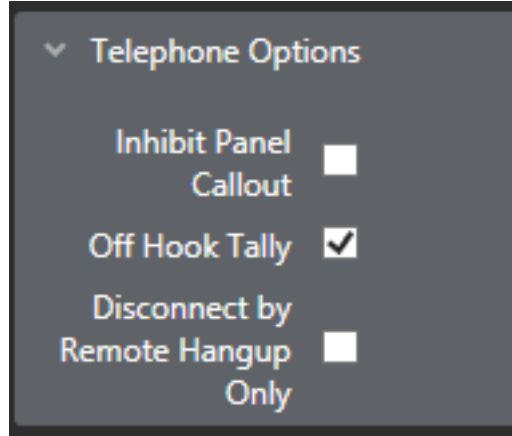 Telephone Options
Inhibit Panel
Callout
Off Hook Tally
Disconnect by
Remote Hangup
Only